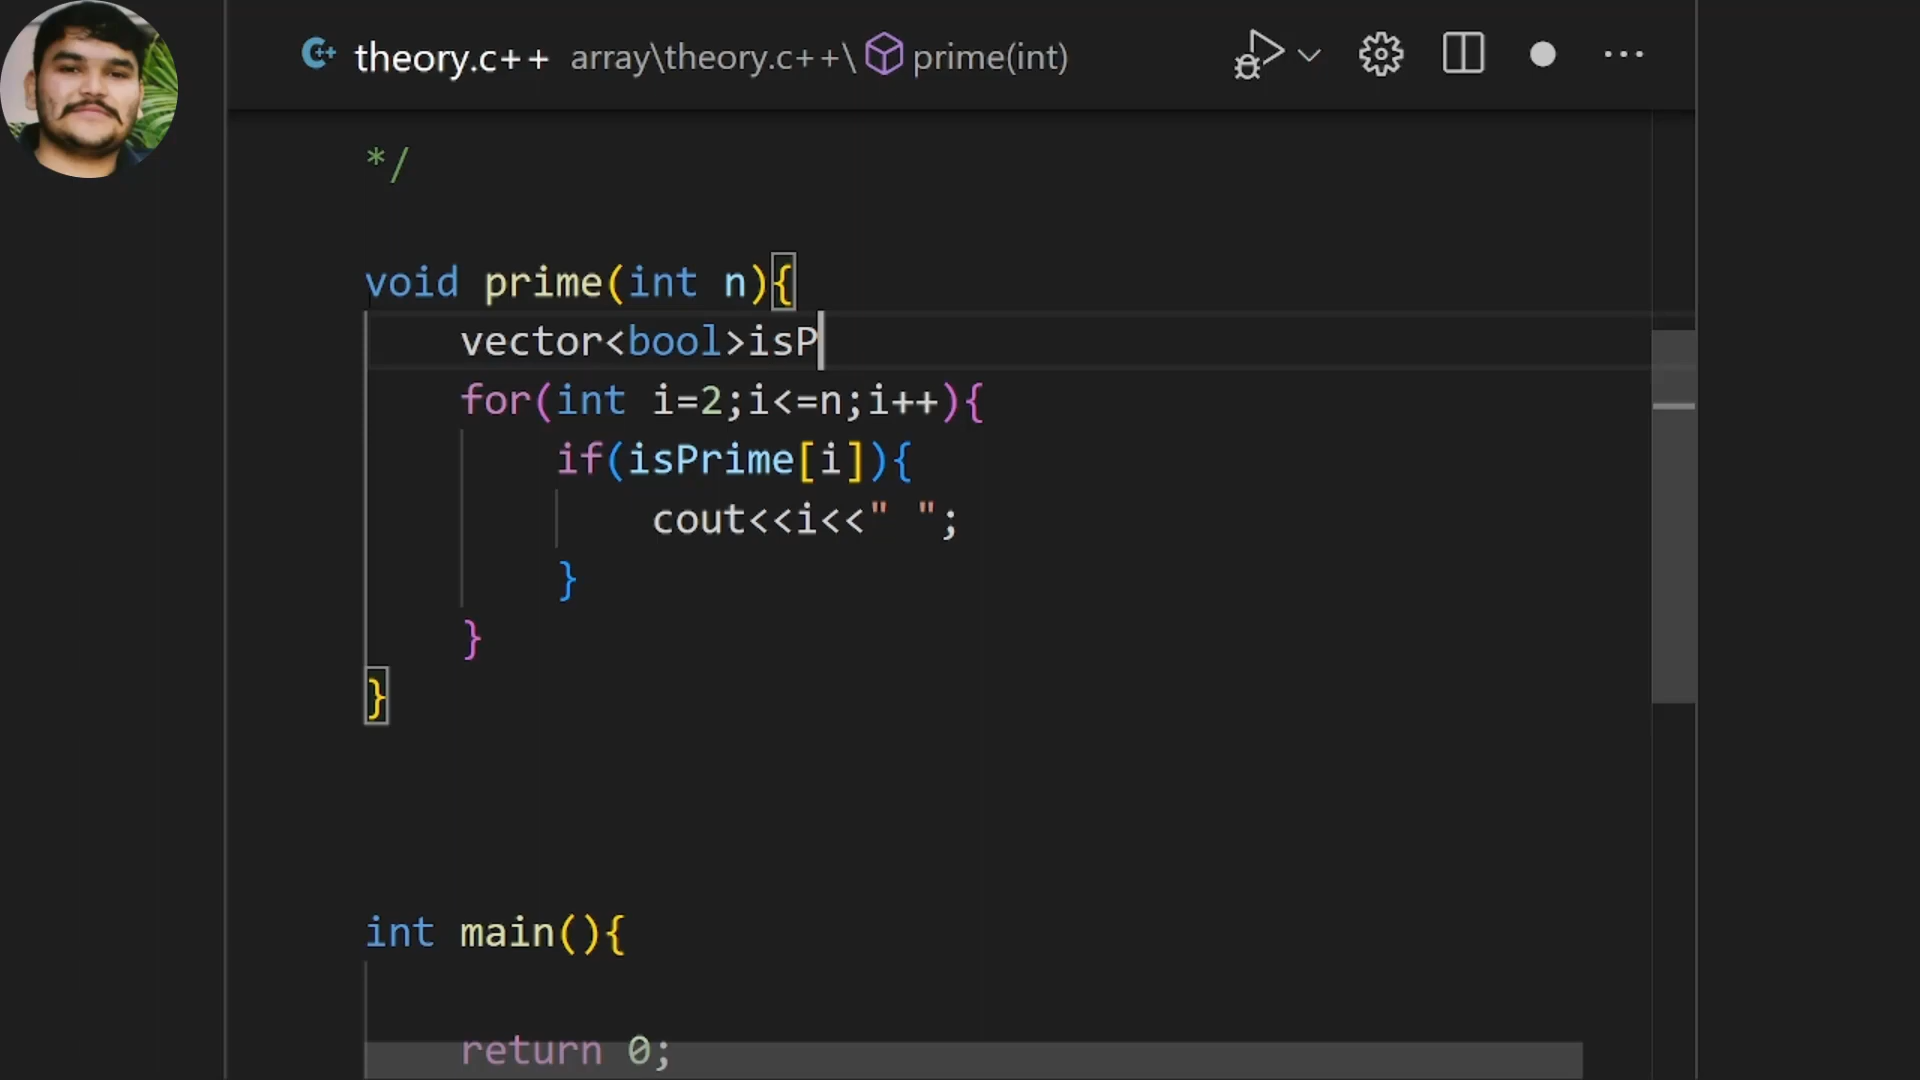 theory.c++ array\theory.c++\ prime(int) ...
*/
void prime(int n){
vector<bool>isP
for(int i=2;i<=n;i++){
if(isPrime[i]){
cout<<i<<" ";
}
}
}
int main(){
return 0;